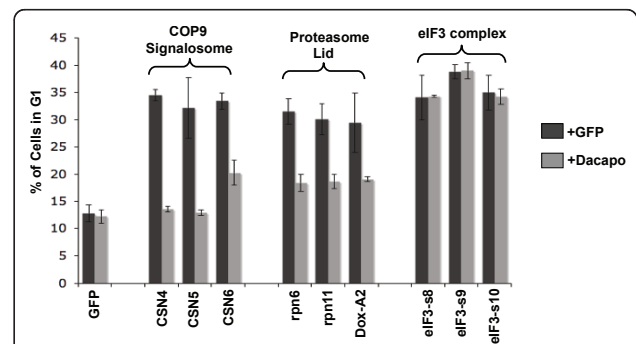 COP9
Signalosome
Proteasome
Lid
eIF3 complex
% of Cells in G1
45
40
35
30
25
20
15
10
5
0
+GFP
+Dacapo
GFP
CSN4
CSN5
CSN6
rpn6
rpn11
Dox-A2
eIF3-s8
eIF3-s9
eIF3-s10